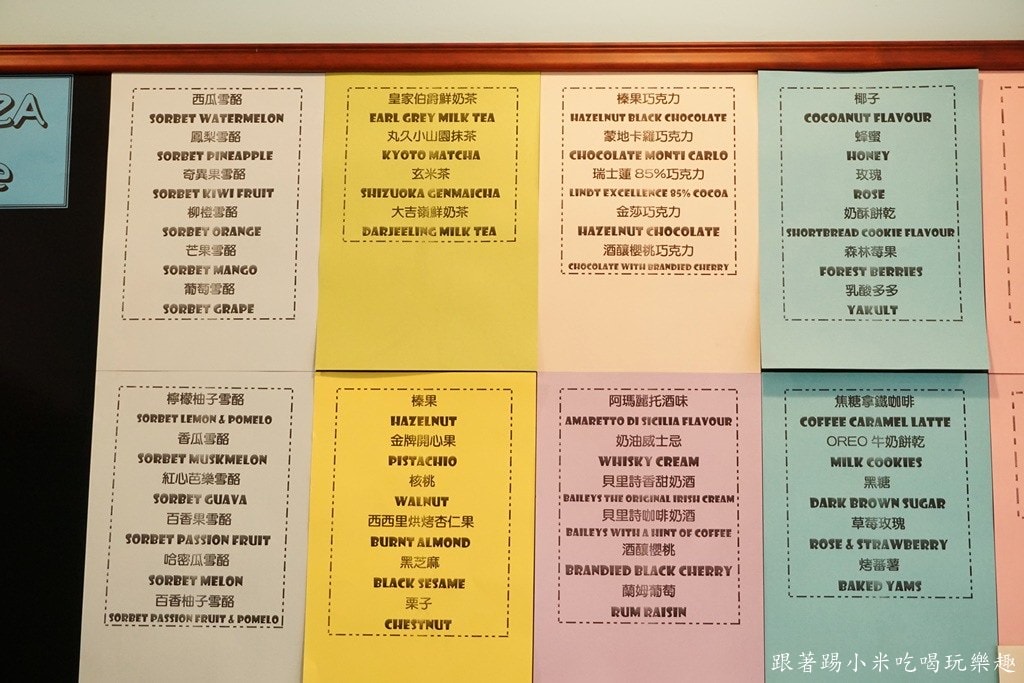 西瓜雪酪
SORBET WATERMELON
鳳梨雪酪
SORBET PINEAPPLE
奇異果雪酪
SORBET KIWI FRUIT
柳橙雪酪
SORBET ORANGE
芒果雪酪
SORBET MANGO
葡萄雪酪
SORBET GRAPE
皇家伯爵鮮奶茶
EARL GREY MILK TEA
丸久小山園抹茶
KYOTO MATCHA
玄米茶
SHIZUOKA GENMAICHA
大吉嶺鮮奶茶
DARJEELING MILK TEA
榛果巧克力
HAZELNUT BLACK CHOCOLATE
蒙地卡羅巧克力
CHOCOLATE MONTI CARLO
瑞士蓮 85%巧克力
LINDT EXCELLENCE 85% COCOA
金莎巧克力
HAZELNUT CHOCOLATE
酒釀櫻桃巧克力
CHOCOLATE WITH BRANDIED CHERRY
椰子
COCOANUT FLAVOUR
蜂蜜
HONEY
玫瑰
ROSE
奶酥餅乾
SHORTBREAD COOKIE FLAVOUR
森林莓果
FOREST BERRIES
乳酸多多
YAKULT
檸檬柚子雪酪
SORBET LEMON & POMELO
香瓜雪酪
SORBET MUSKMELON
紅心芭樂雪酪
SORBET GUAVA
百香果雪酪
SORBET PASSION FRUIT
哈密瓜雪酪
SORBET MELON
百香柚子雪酪
SORBET PASSION FRUIT & POMELO
榛果
HAZELNUT
金牌開心果
PISTACHIO
核桃
WALNUT
西西里烘烤杏仁果
BURNT ALMOND
黑芝麻
BLACK SESAME
栗子
CHESTNUT
阿瑪麗托酒味
AMARETTO DI SICILIA FLAVOUR
奶油威士忌
WHISKY CREAM
貝里詩香甜奶酒
BAILEYS THE ORIGINAL IRISH CREAM
貝里詩咖啡奶酒
BAILEYS WITH A HINT OF COFFEE
酒釀櫻桃
BRANDIED BLACK CHERRY
蘭姆葡萄
RUM RAISIN
焦糖拿鐵咖啡
COFFEE CARAMEL LATTE
OREO 牛奶餅乾
MILK COOKIES
黑糖
DARK BROWN SUGAR
草莓玫瑰
ROSE & STRAWBERRY
烤蕃薯
BAKED YAMS
跟著踢小米吃喝玩樂趣